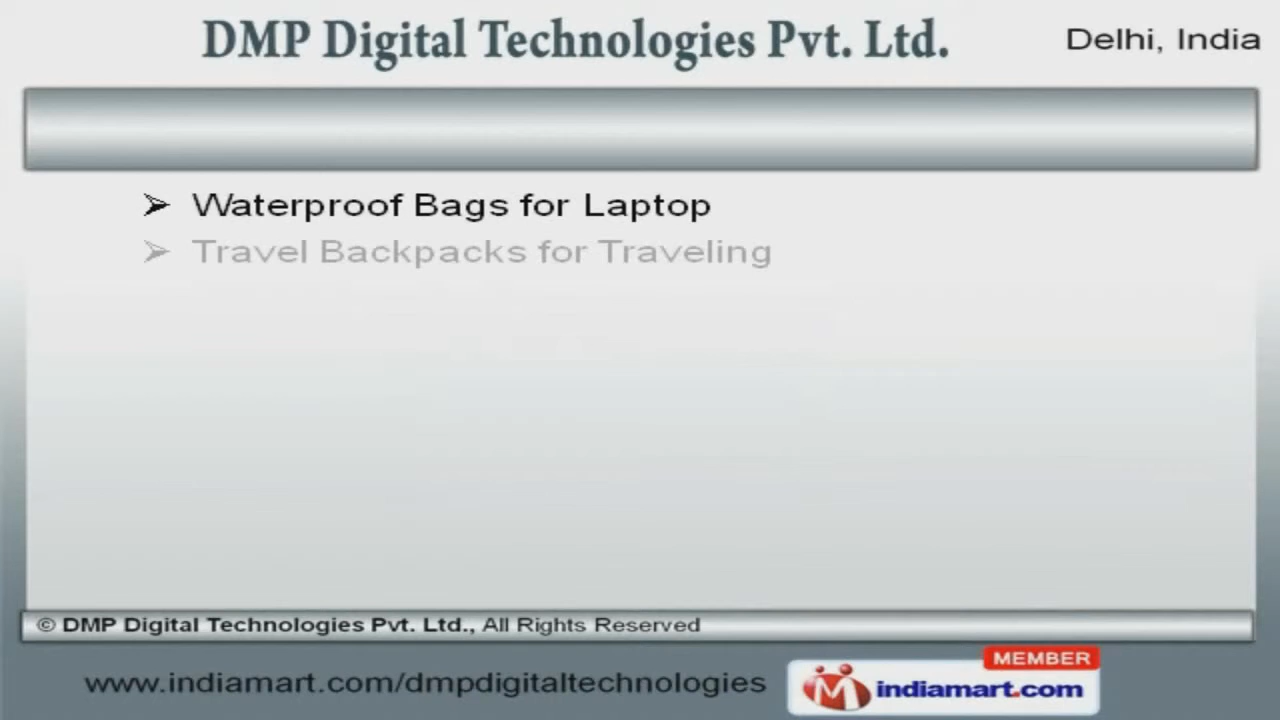 DMP Digital Technologies Pvt. Ltd.
Delhi, India
➢ Waterproof Bags for Laptop
➢ Travel Backpacks for Traveling
© DMP Digital Technologies Pvt. Ltd., All Rights Reserved
www.indiamart.com/dmpdigitaltechnologies
MEMBER
indiamart.com